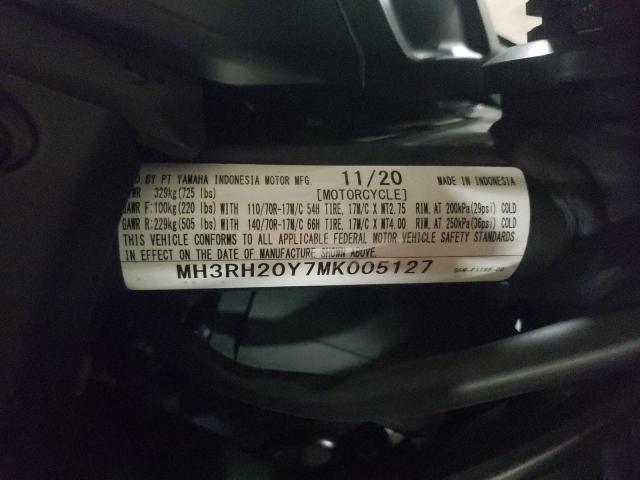 D. BY PT YAMAHA INDONESIA MOTOR MFG. 11/20 MADE IN INDONESIA
WR 329kg(725 lbs) [MOTORCYCLE]
GAWR F:100kg(220 lbs) WITH 110/70R-17M/C 54H TIRE, 17M/C X MT2.75 RIM, AT 200kPa(29psi) COLD
GAWR R:229kg(505 lbs) WITH 140/70R-17M/C 66H TIRE, 17M/C X MT4.00 RIM, AT 250kPa(36psi) COLD
THIS VEHICLE CONFORMS TO ALL APPLICABLE FEDERAL MOTOR VEHICLE SAFETY STANDARDS
IN EFFECT ON THE DATE OF MANUFACTURE SHOWN ABOVE.
MH3RH20Y7MK005127